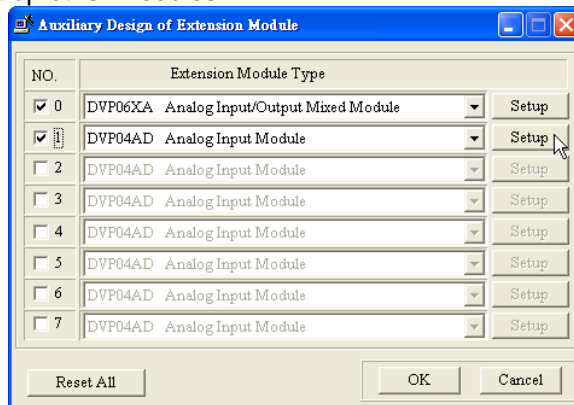 Auxiliary Design of Extension Module
NO. Extension Module Type
0 DVP06XA Analog Input/Output Mixed Module Setup
1 DVP04AD Analog Input Module Setup
2 DVP04AD Analog Input Module Setup
3 DVP04AD Analog Input Module Setup
4 DVP04AD Analog Input Module Setup
5 DVP04AD Analog Input Module Setup
6 DVP04AD Analog Input Module Setup
7 DVP04AD Analog Input Module Setup
Reset All OK Cancel